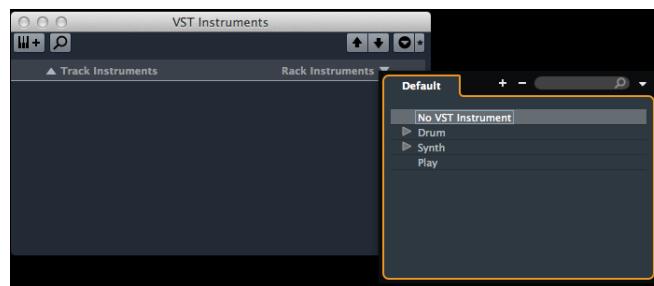 VST Instruments
Track Instruments Rack Instruments
Default
No VST Instrument
Drum
Synth
Play